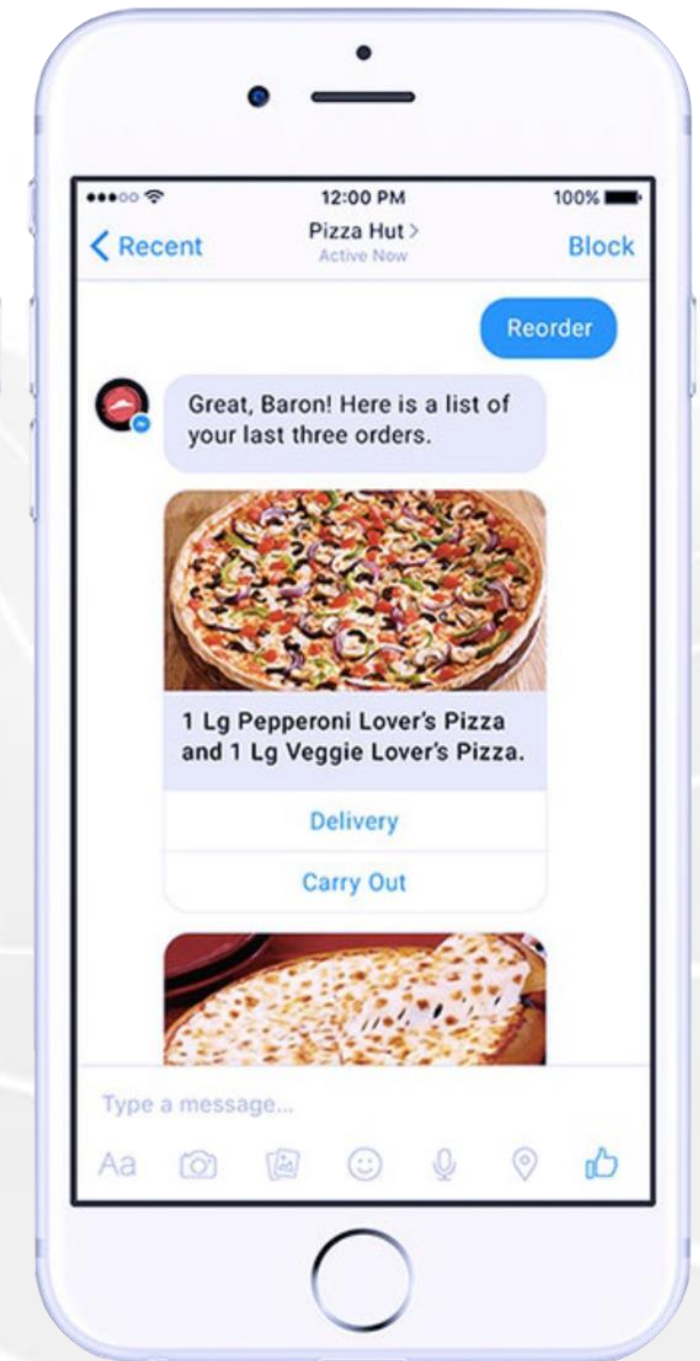 12:00 PM
100%
Recent
Pizza Hut >
Active Now
Block
Reorder
Great, Baron! Here is a list of
your last three orders.
1 Lg Pepperoni Lover's Pizza
and 1 Lg Veggie Lover's Pizza.
Delivery
Carry Out
Type a message...
Aa